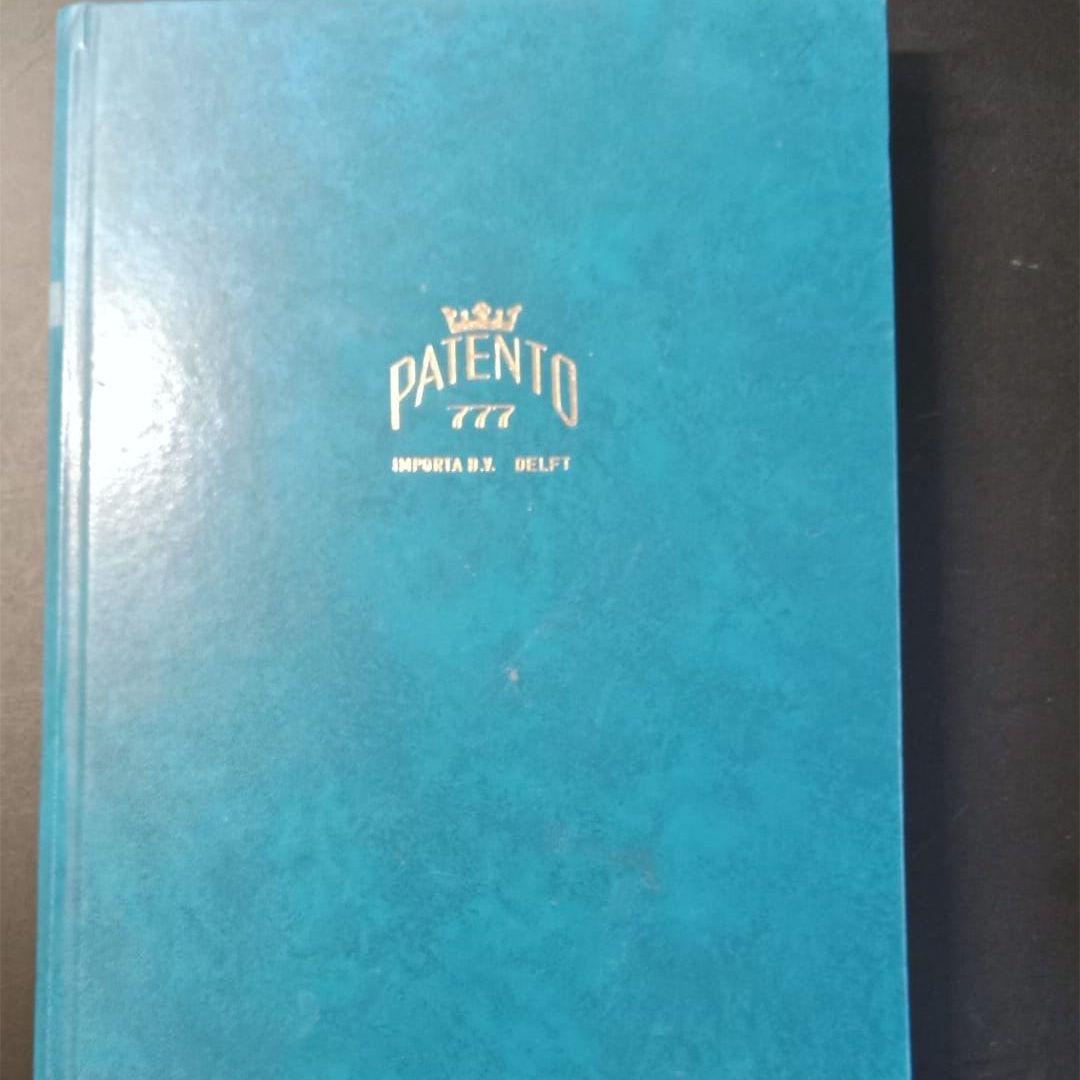 PATENTO
777
IMPORTA B.V. DELFT